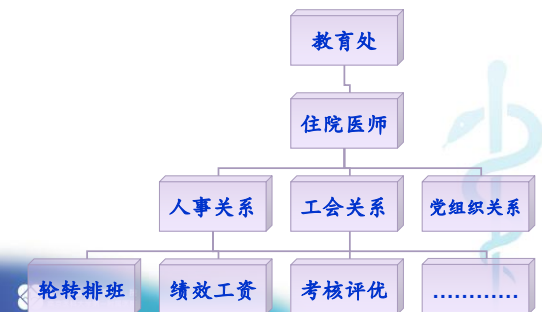 教育处
住院医师
人事关系
工会关系
党组织关系
轮转排班
绩效工资
考核评优
…………